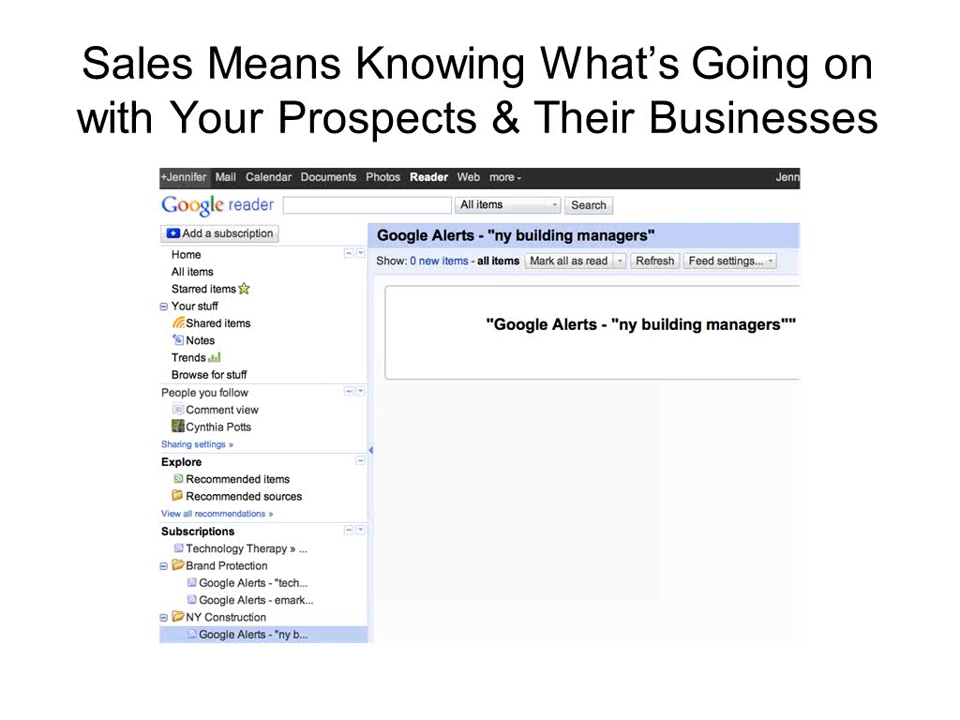 Sales Means Knowing What's Going on
with Your Prospects & Their Businesses
+Jennifer Mail Calendar Documents Photos Reader Web more Jenn
Google reader All items Search
Add a subscription
Google Alerts - "ny building managers"
Show: 0 new items - all items Mark all as read Refresh Feed settings...
Home
All items
Starred items
Your stuff
Shared items
Notes
Trends
Browse for stuff
"Google Alerts - "ny building managers""
People you follow
Comment view
Cynthia Potts
Sharing settings »
Explore
Recommended items
Recommended sources
View all recommendations »
Subscriptions
Technology Therapy » ...
Brand Protection
Google Alerts - "tech...
Google Alerts - emark...
NY Construction
Google Alerts - "ny b...